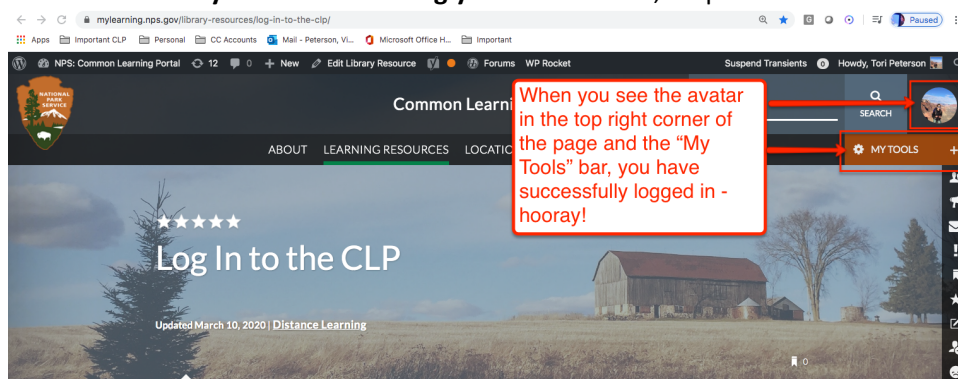 mylearning.nps.gov/library-resources/log-in-to-the-clp/
Paused
Apps Important CLP Personal CC Accounts Mail - Peterson, Vi... Microsoft Office H... Important
NPS: Common Learning Portal 12 0 + New Edit Library Resource Forums WP Rocket Suspend Transients 0 Howdy, Tori Peterson
NATIONAL
PARK
SERVICE
Common Learni
SEARCH
ABOUT LEARNING RESOURCES LOCATIO
MY TOOLS +
When you see the avatar
in the top right corner of
the page and the “My
Tools” bar, you have
successfully logged in -
hooray!
Log In to the CLP
Updated March 10, 2020 | Distance Learning
0